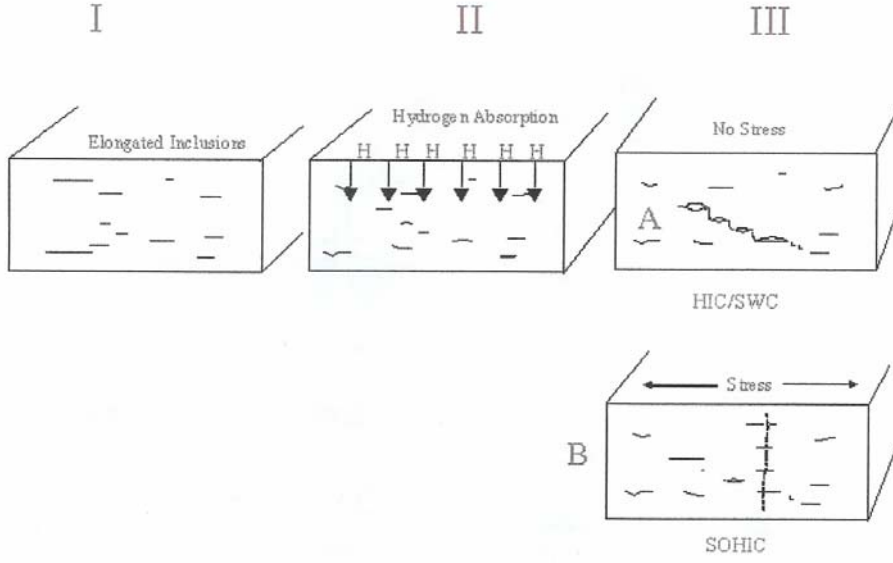 I II III
Elongated Inclusions
Hydrogen Absorption
H H H H H H
No Stress
A
HIC/SWC
Stress
B
SOHIC